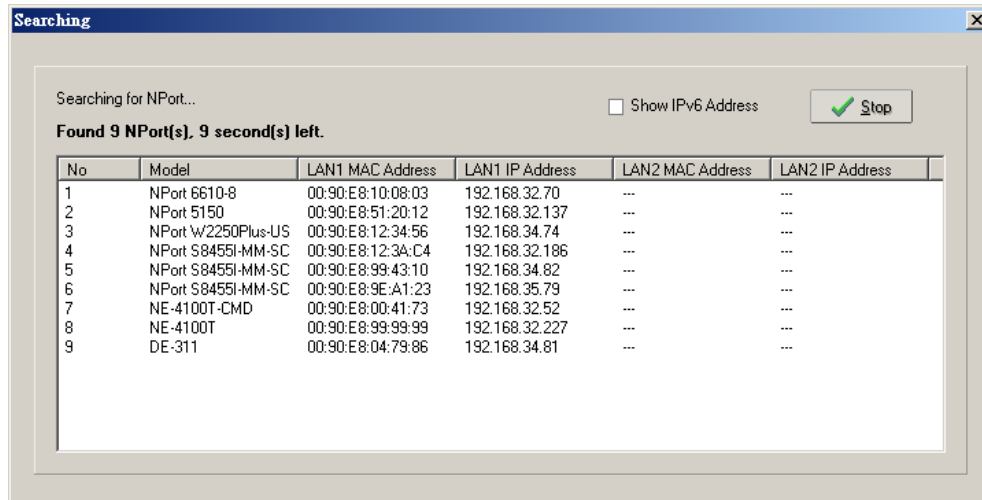 Searching
Searching for NPort...
Show IPv6 Address
Stop
Found 9 NPort(s), 9 second(s) left.
No Model LAN1 MAC Address LAN1 IP Address LAN2 MAC Address LAN2 IP Address
1 NPort 6610-8 00:90:E8:10:08:03 192.168.32.70 --- ---
2 NPort 5150 00:90:E8:51:20:12 192.168.32.137 --- ---
3 NPort W2250Plus-US 00:90:E8:12:34:56 192.168.34.74 --- ---
4 NPort S8455I-MM-SC 00:90:E8:12:3A:C4 192.168.32.186 --- ---
5 NPort S8455I-MM-SC 00:90:E8:99:43:10 192.168.34.82 --- ---
6 NPort S8455I-MM-SC 00:90:E8:9E:A1:23 192.168.35.79 --- ---
7 NE-4100T-CMD 00:90:E8:00:41:73 192.168.32.52 --- ---
8 NE-4100T 00:90:E8:99:99:99 192.168.32.227 --- ---
9 DE-311 00:90:E8:04:79:86 192.168.34.81 --- ---